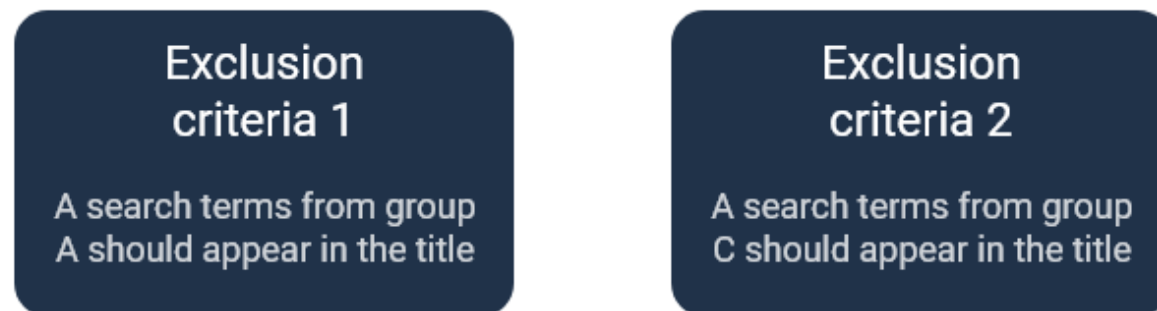 Exclusion
criteria 1
A search terms from group
A should appear in the title
Exclusion
criteria 2
A search terms from group
C should appear in the title